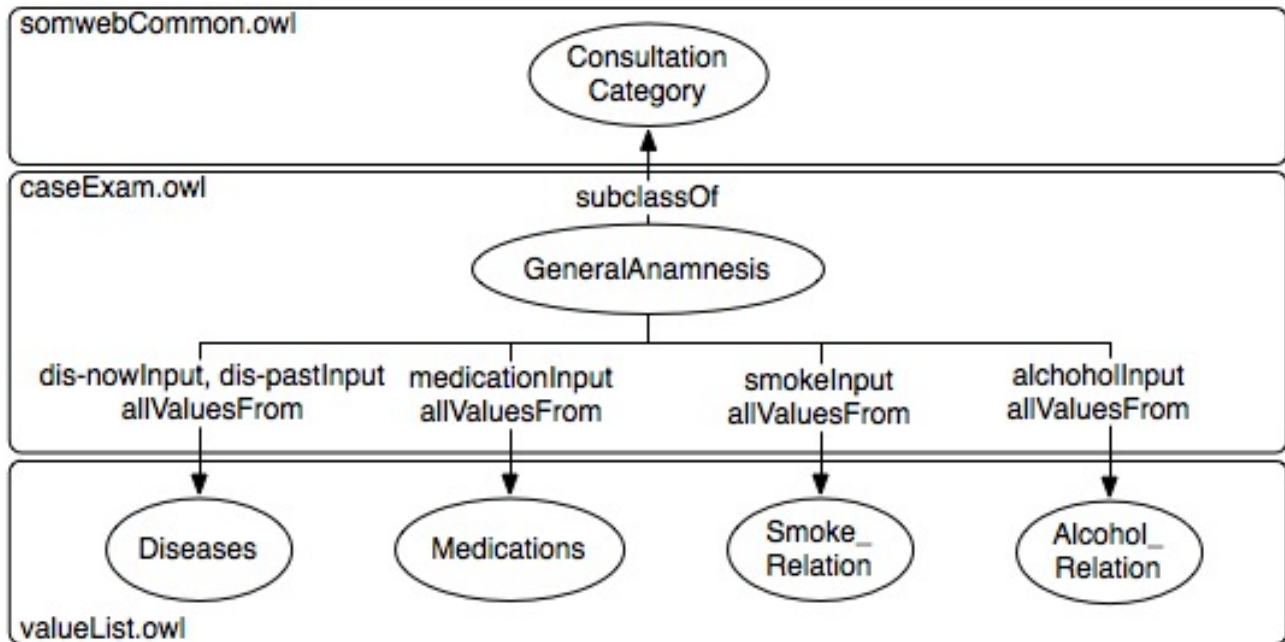 somwebCommon.owl
Consultation
Category
caseExam.owl
subclassOf
GeneralAnamnesis
dis-nowInput, dis-pastInput
allValuesFrom
medicationInput
allValuesFrom
smokeInput
allValuesFrom
alchoholInput
allValuesFrom
Diseases
Medications
Smoke_
Relation
Alcohol_
Relation
valueList.owl